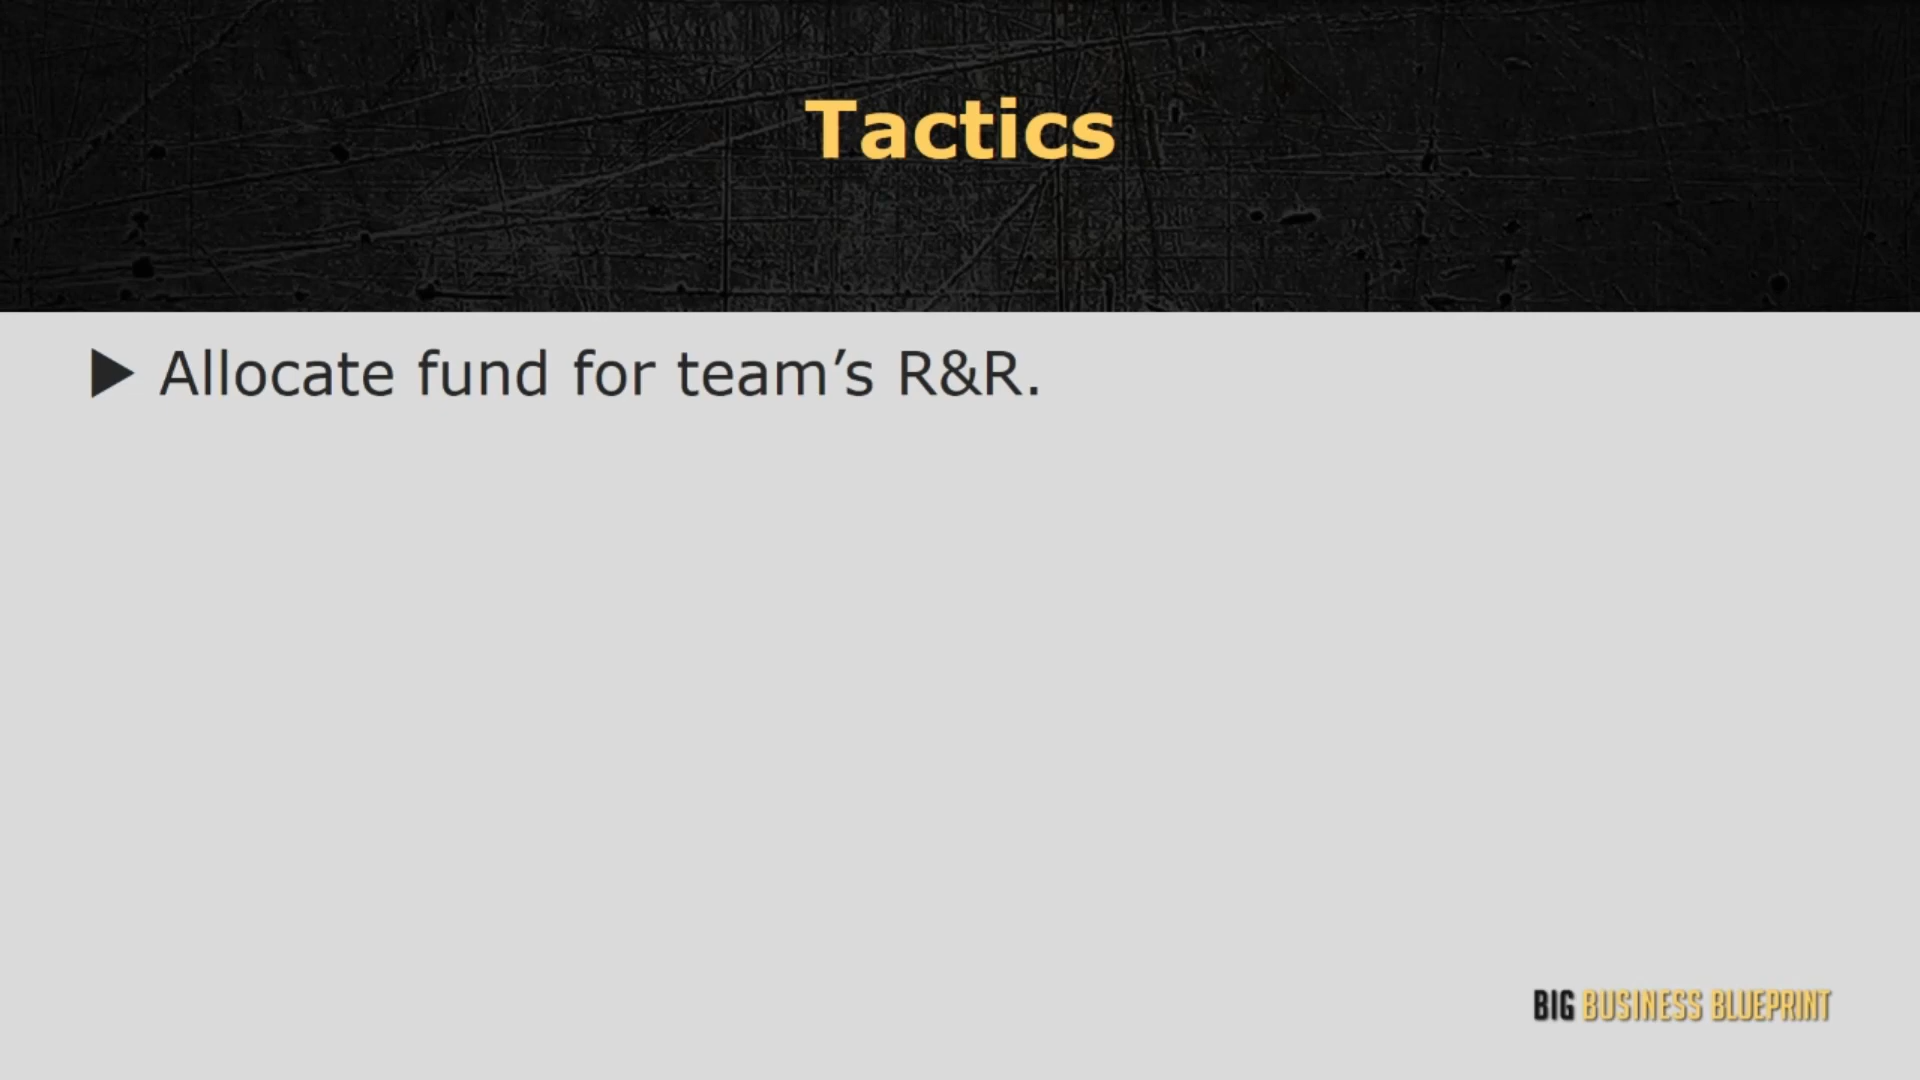 Tactics
▶ Allocate fund for team’s R&R.
BIG BUSINESS BLUEPRINT